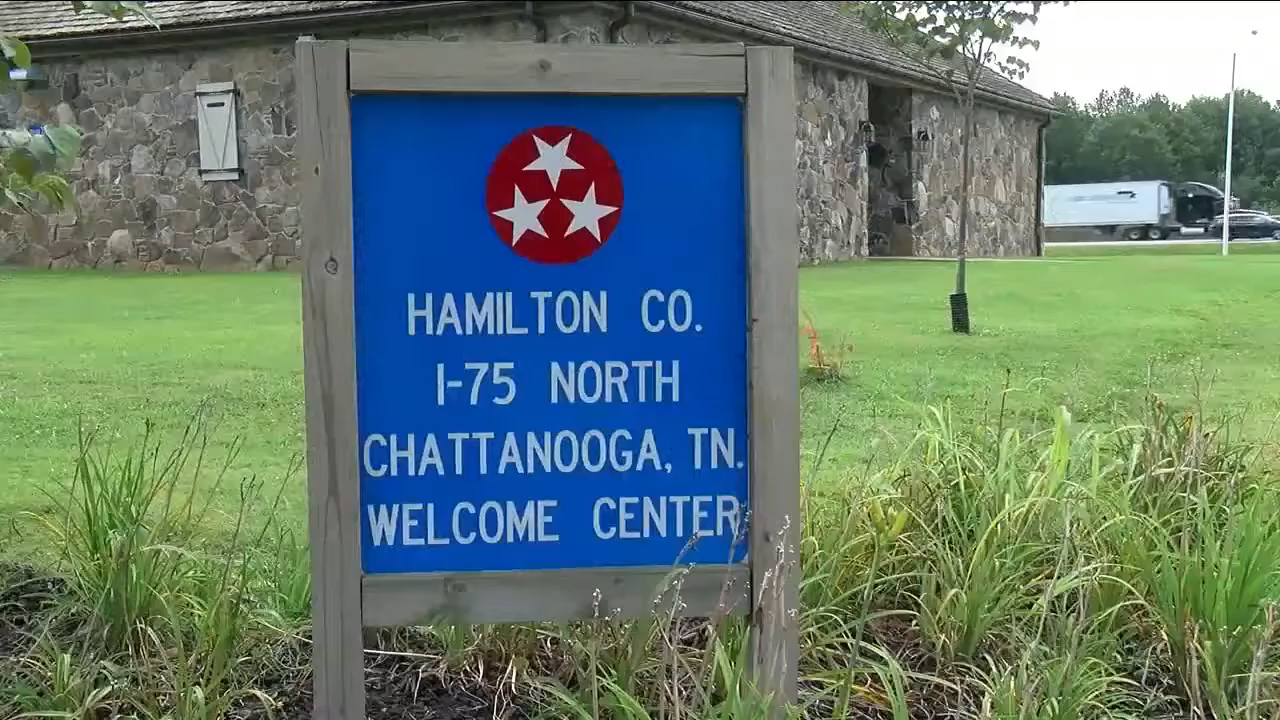 HAMILTON CO.
I-75 NORTH
CHATTANOOGA, TN.
WELCOME CENTER